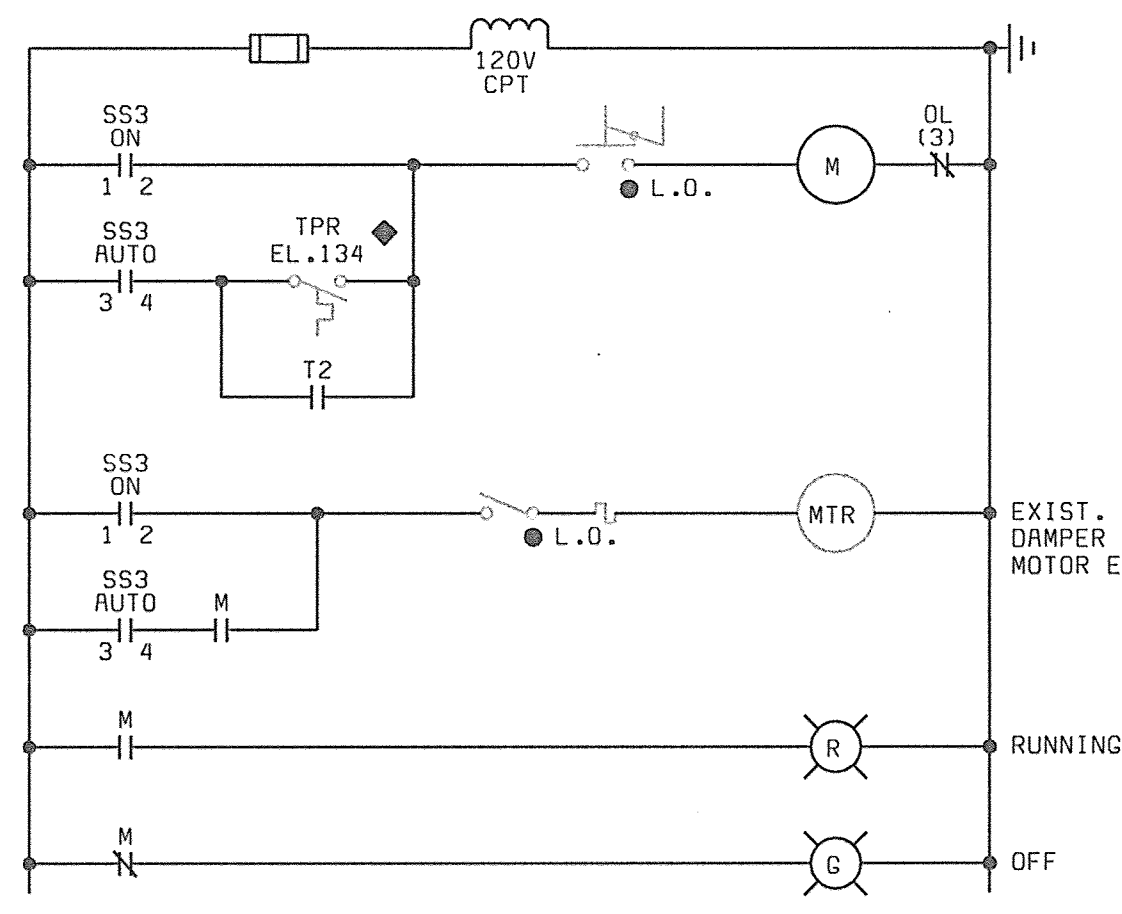 120V
CPT
SS3
ON
1 2
L.O.
M
OL
(3)
SS3
AUTO
3 4
TPR
EL.134
T2
SS3
ON
1 2
L.O.
MTR
EXIST.
DAMPER
MOTOR E
SS3
AUTO
3 4
M
M
R
RUNNING
M
G
OFF